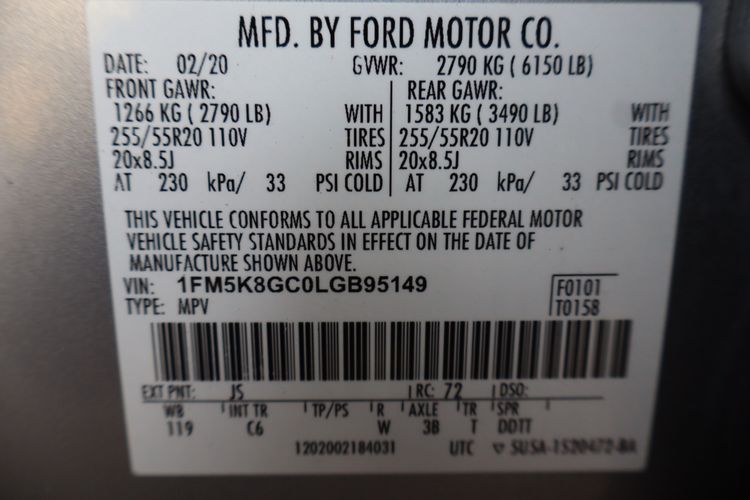 MFD. BY FORD MOTOR CO.
DATE: 02/20 GVWR: 2790 KG ( 6150 LB)
FRONT GAWR: REAR GAWR:
1266 KG ( 2790 LB) WITH 1583 KG ( 3490 LB) WITH
255/55R20 110V TIRES 255/55R20 110V TIRES
20x8.5J RIMS 20x8.5J RIMS
AT 230 kPa/ 33 PSI COLD AT 230 kPa/ 33 PSI COLD
THIS VEHICLE CONFORMS TO ALL APPLICABLE FEDERAL MOTOR
VEHICLE SAFETY STANDARDS IN EFFECT ON THE DATE OF
MANUFACTURE SHOWN ABOVE.
VIN: 1FM5K8GC0LGB95149 F0101
TYPE: MPV T0158
EXT PNT: JS RC: 72 DSO:
WB INT TR TP/PS R AXLE TR SPR
119 C6 W 3B T DDTT
1202002184031 UTC ▽ SUSA-1520472-BA